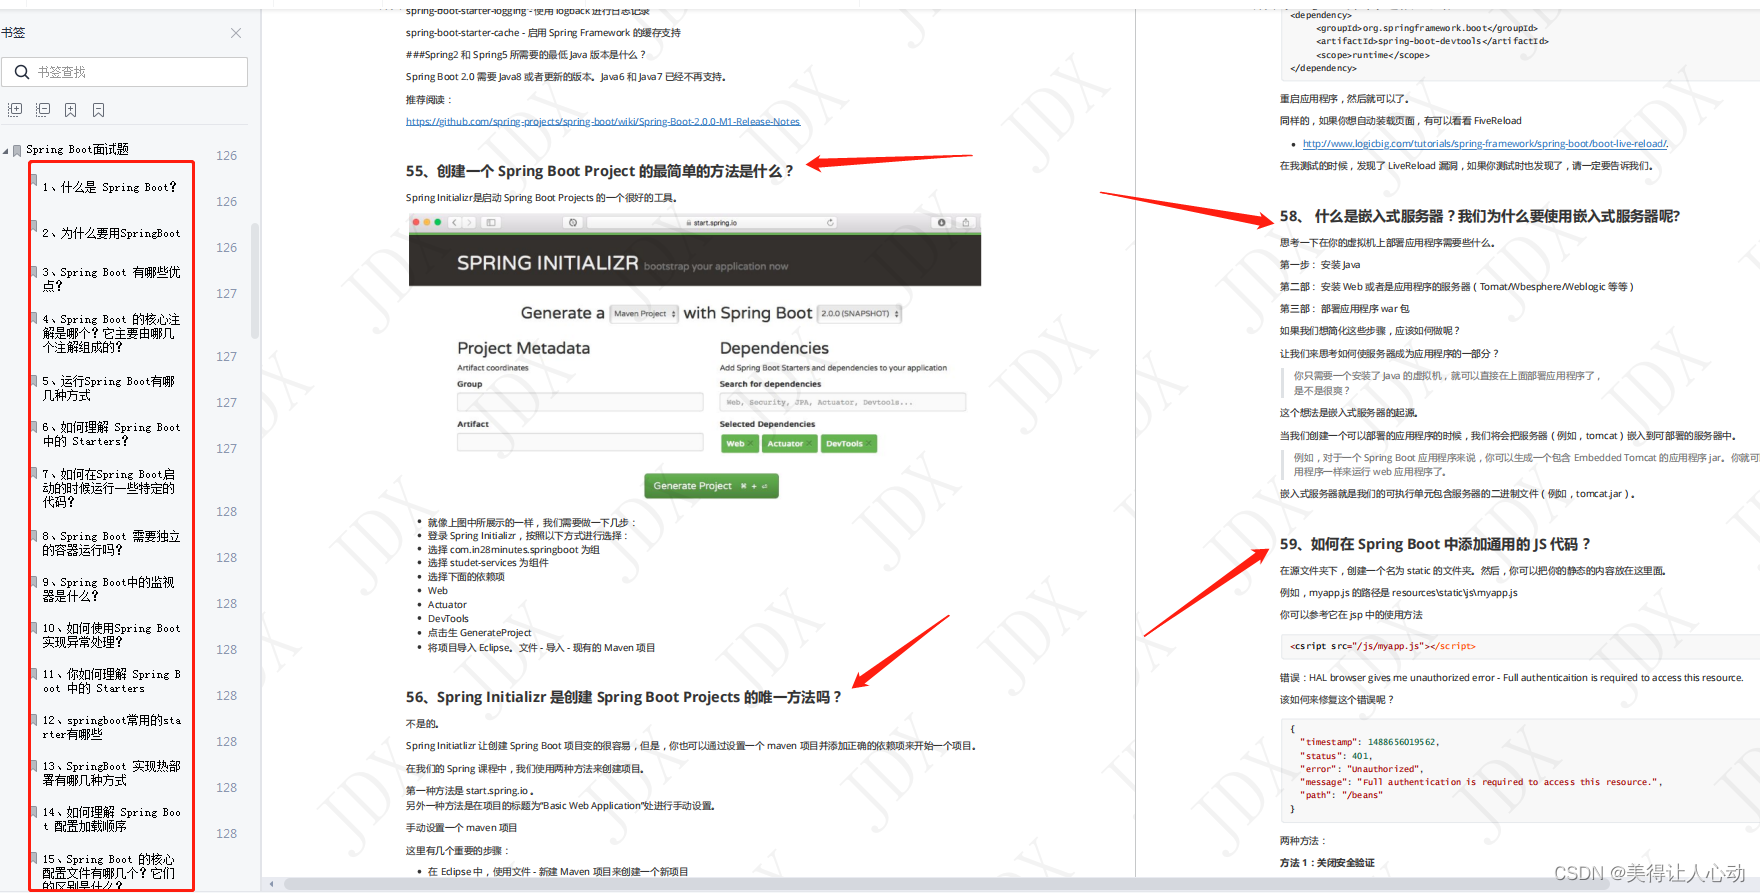 书签
书签查找
Spring Boot面试题 126
1、什么是 Spring Boot? 126
2、为什么要用SpringBoot 126
3、Spring Boot 有哪些优
点? 127
4、Spring Boot 的核心注
解是哪个? 它主要由哪几
个注解组成的? 127
5、运行Spring Boot有哪
几种方式 127
6、如何理解 Spring Boot
中的 Starters? 127
7、如何在Spring Boot启
动的时候运行一些特定的
代码? 128
8、Spring Boot 需要独立
的容器运行吗? 128
9、Spring Boot中的监视
器是什么? 128
10、如何使用Spring Boot
实现异常处理? 128
11、你如何理解 Spring B
oot 中的 Starters 128
12、springboot常用的sta
rter有哪些 128
13、SpringBoot 实现热部
署有哪几种方式 128
14、如何理解 Spring Boo
t 配置加载顺序 128
15、Spring Boot 的核心
配置文件有哪几个? 它们
的区别是什么?
spring-boot-starter-logging - 使用 logback 进行日志记录
spring-boot-starter-cache - 启用 Spring Framework 的缓存支持
###Spring2 和 Spring5 所需要的最低 Java 版本是什么?
Spring Boot 2.0 需要 Java8 或者更新的版本。Java6 和 Java7 已经不再支持。
推荐阅读:
https://github.com/spring-projects/spring-boot/wiki/Spring-Boot-2.0.0-M1-Release-Notes
55、创建一个 Spring Boot Project 的最简单的方法是什么?
Spring Initializr是启动 Spring Boot Projects 的一个很好的工具。
start.spring.io
SPRING INITIALIZR bootstrap your application now
Generate a Maven Project with Spring Boot 2.0.0 (SNAPSHOT)
Project Metadata
Artifact coordinates
Group
Artifact
Dependencies
Add Spring Boot Starters and dependencies to your application
Search for dependencies
Web, Security, JPA, Actuator, Devtools...
Selected Dependencies
Web × Actuator × DevTools ×
Generate Project ⌘ + ⏎
• 就像上图中所展示的一样,我们需要做一下几步:
• 登录 Spring Initializr,按照以下方式进行选择:
• 选择 com.in28minutes.springboot 为组
• 选择 studet-services 为组件
• 选择下面的依赖项
• Web
• Actuator
• DevTools
• 点击生 GenerateProject
• 将项目导入 Eclipse。文件 - 导入 - 现有的 Maven 项目
56、Spring Initializr 是创建 Spring Boot Projects 的唯一方法吗?
不是的。
Spring Initiatlizr 让创建 Spring Boot 项目变的很容易,但是,你也可以通过设置一个 maven 项目并添加正确的依赖项来开始一个项目。
在我们的 Spring 课程中,我们使用两种方法来创建项目。
第一种方法是 start.spring.io 。
另外一种方法是在项目的标题为“Basic Web Application”处进行手动设置。
手动设置一个 maven 项目
这里有几个重要的步骤:
• 在 Eclipse 中,使用文件 - 新建 Maven 项目来创建一个新项目
<dependency>
<groupId>org.springframework.boot</groupId>
<artifactId>spring-boot-devtools</artifactId>
<scope>runtime</scope>
</dependency>
重启应用程序,然后就可以了。
同样的,如果你想自动装载页面,有可以看看 FiveReload
• http://www.logicbig.com/tutorials/spring-framework/spring-boot/boot-live-reload/.
在我测试的时候,发现了 LiveReload 漏洞,如果你测试时也发现了,请一定要告诉我们。
58、 什么是嵌入式服务器?我们为什么要使用嵌入式服务器呢?
思考一下在你的虚拟机上部署应用程序需要些什么。
第一步: 安装 Java
第二部: 安装 Web 或者是应用程序的服务器(Tomat/Wbesphere/Weblogic 等等)
第三部: 部署应用程序 war 包
如果我们想简化这些步骤,应该如何做呢?
让我们来思考如何使服务器成为应用程序的一部分?
你只需要一个安装了 Java 的虚拟机,就可以直接在上面部署应用程序了,
是不是很爽?
这个想法是嵌入式服务器的起源。
当我们创建一个可以部署的应用程序的时候,我们将会把服务器(例如,tomcat)嵌入到可部署的服务器中。
例如,对于一个 Spring Boot 应用程序来说,你可以生成一个包含 Embedded Tomcat 的应用程序 jar。你就可
用程序一样来运行 web 应用程序了。
嵌入式服务器就是我们的可执行单元包含服务器的二进制文件(例如,tomcat.jar)。
59、如何在 Spring Boot 中添加通用的 JS 代码?
在源文件夹下,创建一个名为 static 的文件夹。然后,你可以把你的静态的内容放在这里面。
例如,myapp.js 的路径是 resources\static\js\myapp.js
你可以参考它在 jsp 中的使用方法
<csript src="/js/myapp.js"></script>
错误:HAL browser gives me unauthorized error - Full authenticaition is required to access this resource.
该如何来修复这个错误呢?
{
"timestamp": 1488656019562,
"status": 401,
"error": "Unauthorized",
"message": "Full authentication is required to access this resource.",
"path": "/beans"
}
两种方法:
方法 1:关闭安全验证
JDX
CSDN @美得让人心动